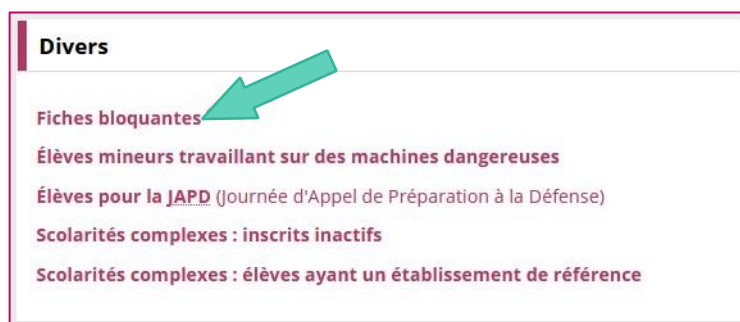 Divers
Fiches bloquantes
Élèves mineurs travaillant sur des machines dangereuses
Élèves pour la JAPD (Journée d'Appel de Préparation à la Défense)
Scolarités complexes : inscrits inactifs
Scolarités complexes : élèves ayant un établissement de référence